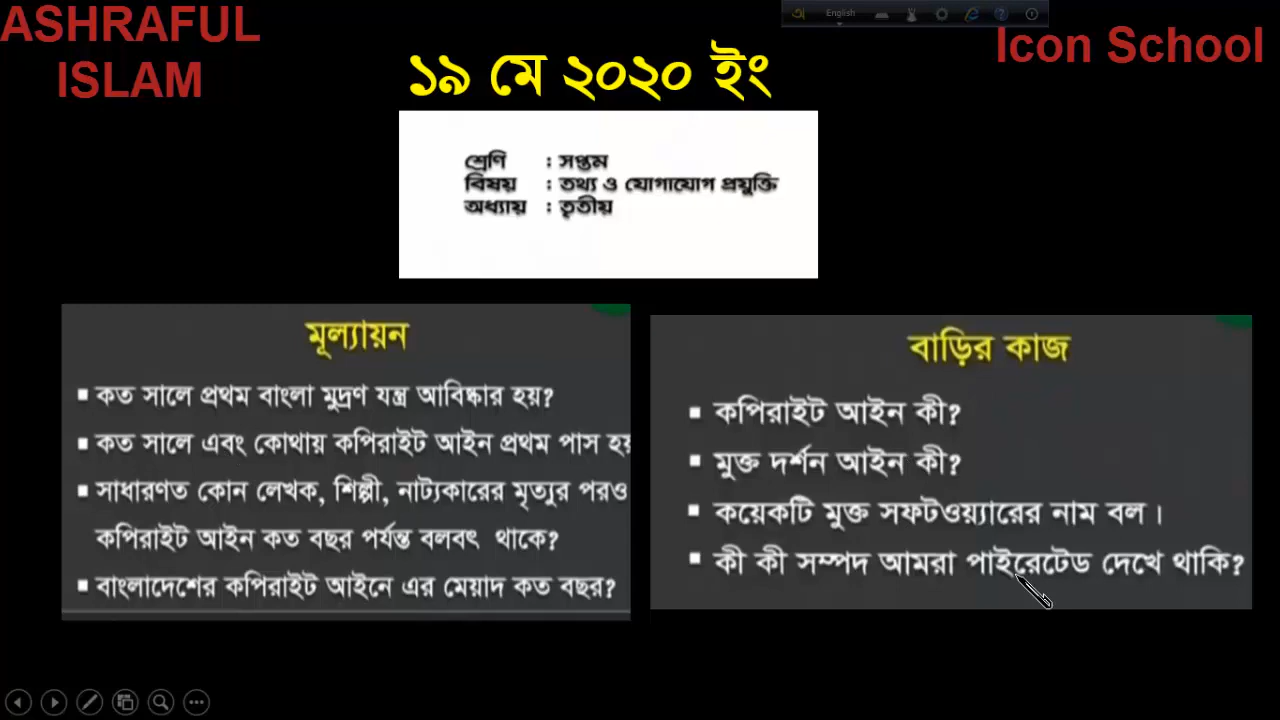 ASHRAFUL
ISLAM
English
Icon School
১৯ মে ২০২০ ইং
শ্রেণি : সপ্তম
বিষয় : তথ্য ও যোগাযোগ প্রযুক্তি
অধ্যায় : তৃতীয়
মূল্যায়ন
▪ কত সালে প্রথম বাংলা মুদ্রণ যন্ত্র আবিষ্কার হয়?
▪ কত সালে এবং কোথায় কপিরাইট আইন প্রথম পাস হয়
▪ সাধারণত কোন লেখক, শিল্পী, নাট্যকারের মৃত্যুর পরও
কপিরাইট আইন কত বছর পর্যন্ত বলবৎ থাকে?
▪ বাংলাদেশের কপিরাইট আইনে এর মেয়াদ কত বছর?
বাড়ির কাজ
▪ কপিরাইট আইন কী?
▪ মুক্ত দর্শন আইন কী?
▪ কয়েকটি মুক্ত সফটওয়্যারের নাম বল।
▪ কী কী সম্পদ আমরা পাইরেটেড দেখে থাকি?